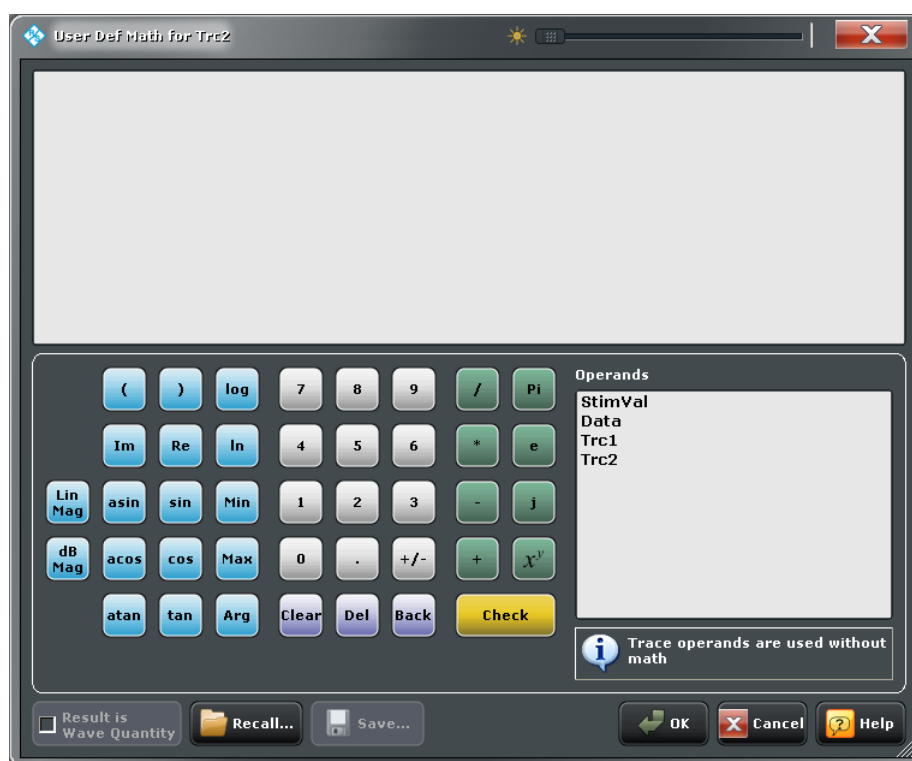 User Def Math for Trc2
X
( ) log 7 8 9 / Pi
Im Re ln 4 5 6 * e
Lin
Mag
asin sin Min 1 2 3 - j
dB
Mag
acos cos Max 0 . +/- + xʸ
atan tan Arg Clear Del Back Check
Operands
StimVal
Data
Trc1
Trc2
Trace operands are used without
math
Result is
Wave Quantity
Recall... Save... OK Cancel Help